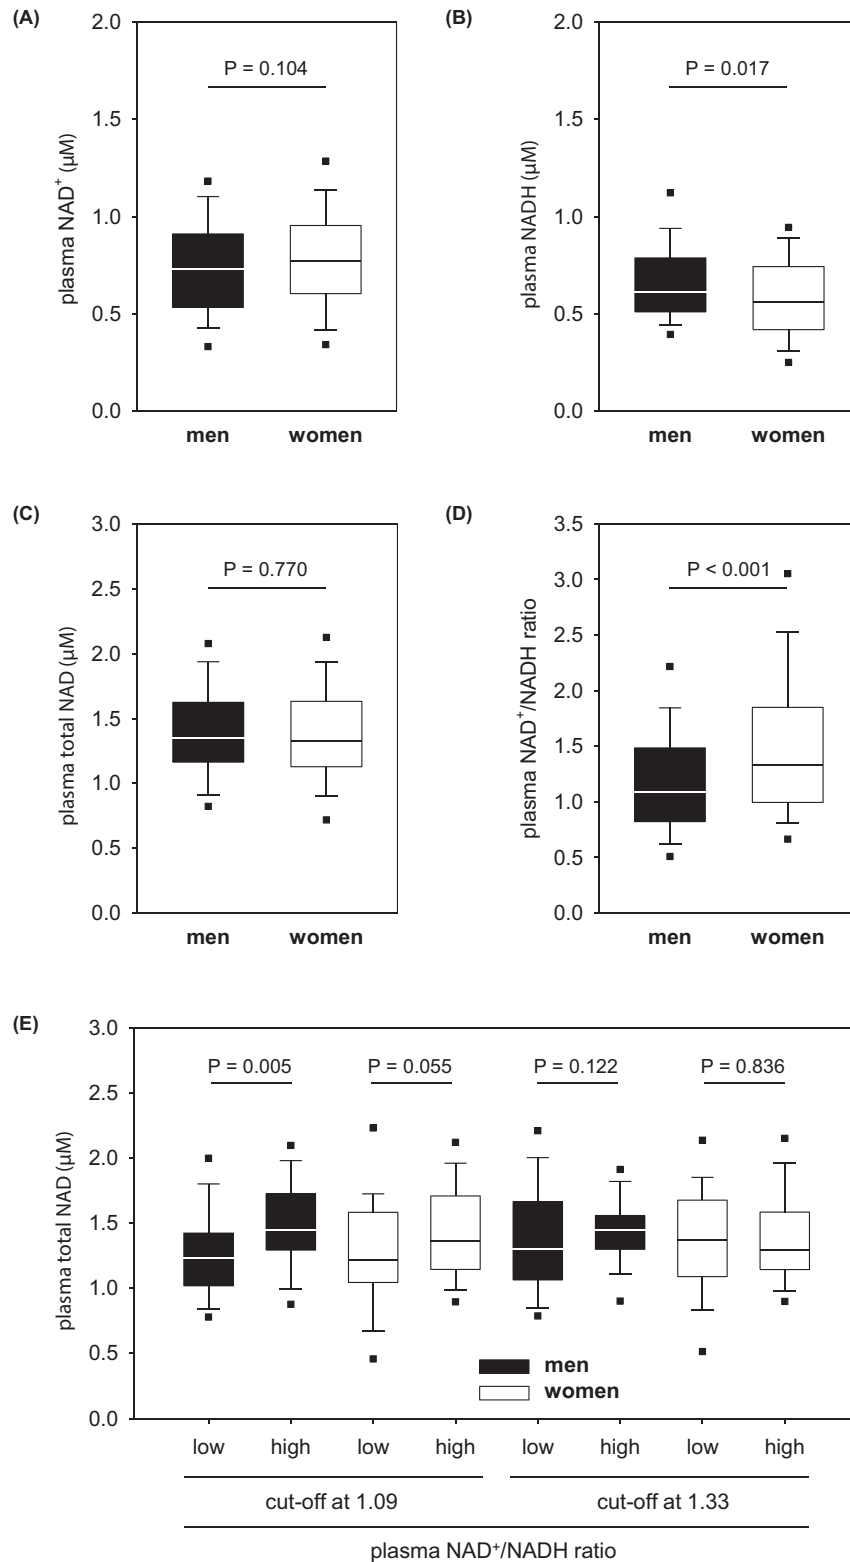 (A)
2.0
1.5
1.0
0.5
0.0
plasma NAD⁺ (μM)
P = 0.104
men women
(B)
2.0
1.5
1.0
0.5
0.0
plasma NADH (μM)
P = 0.017
men women
(C)
3.0
2.5
2.0
1.5
1.0
0.5
0.0
plasma total NAD (μM)
P = 0.770
men women
(D)
3.5
3.0
2.5
2.0
1.5
1.0
0.5
0.0
plasma NAD⁺/NADH ratio
P < 0.001
men women
(E)
3.0
2.5
2.0
1.5
1.0
0.5
0.0
plasma total NAD (μM)
P = 0.005 P = 0.055 P = 0.122 P = 0.836
men
women
low high low high low high low high
cut-off at 1.09 cut-off at 1.33
plasma NAD⁺/NADH ratio